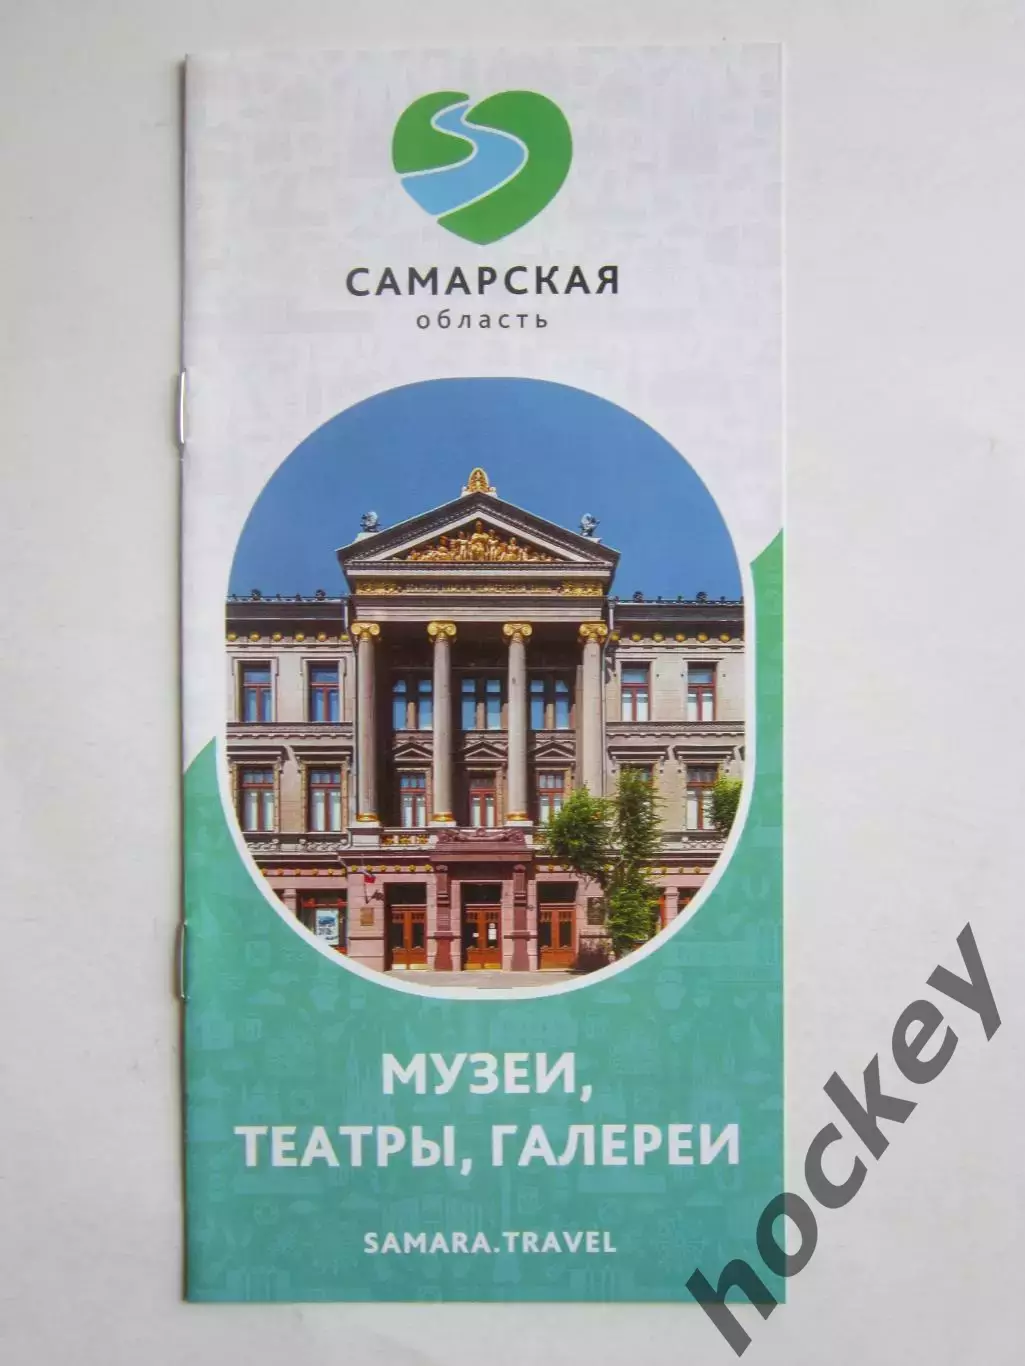 САМАРСКАЯ
область
МУЗЕИ,
ТЕАТРЫ, ГАЛЕРЕИ
SAMARA.TRAVEL
hockey